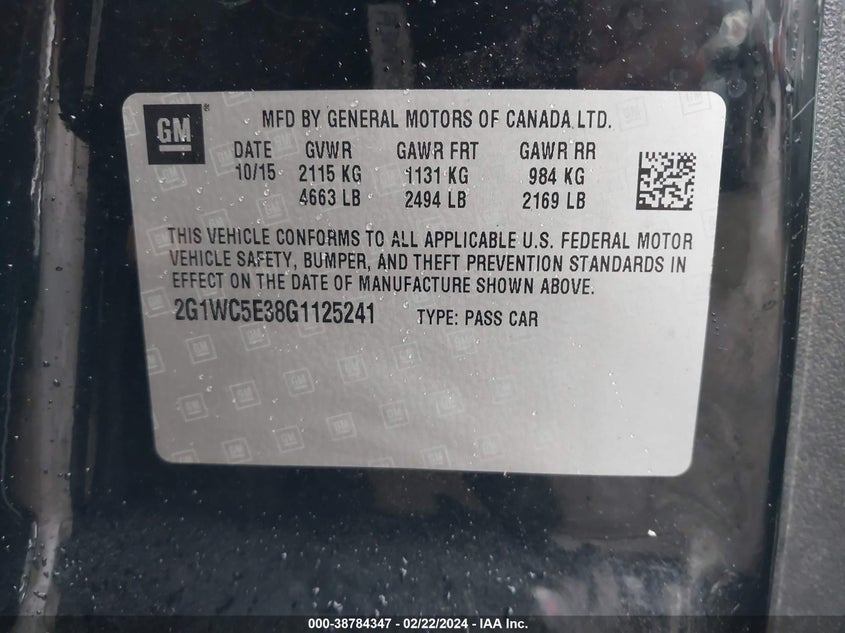 GM
MFD BY GENERAL MOTORS OF CANADA LTD.
DATE GVWR GAWR FRT GAWR RR
10/15 2115 KG 1131 KG 984 KG
4663 LB 2494 LB 2169 LB
THIS VEHICLE CONFORMS TO ALL APPLICABLE U.S. FEDERAL MOTOR
VEHICLE SAFETY, BUMPER, AND THEFT PREVENTION STANDARDS IN
EFFECT ON THE DATE OF MANUFACTURE SHOWN ABOVE.
2G1WC5E38G1125241 TYPE: PASS CAR
000-38784347 - 02/22/2024 - IAA Inc.